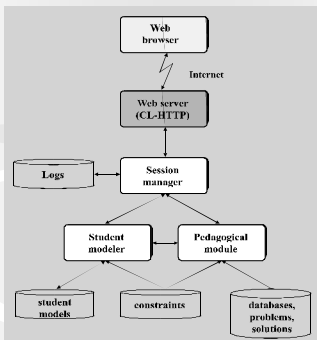 Web
browser
Internet
Web server
(CL-HTTP)
Logs
Session
manager
Student
modeler
Pedagogical
module
student
models
constraints
databases,
problems,
solutions